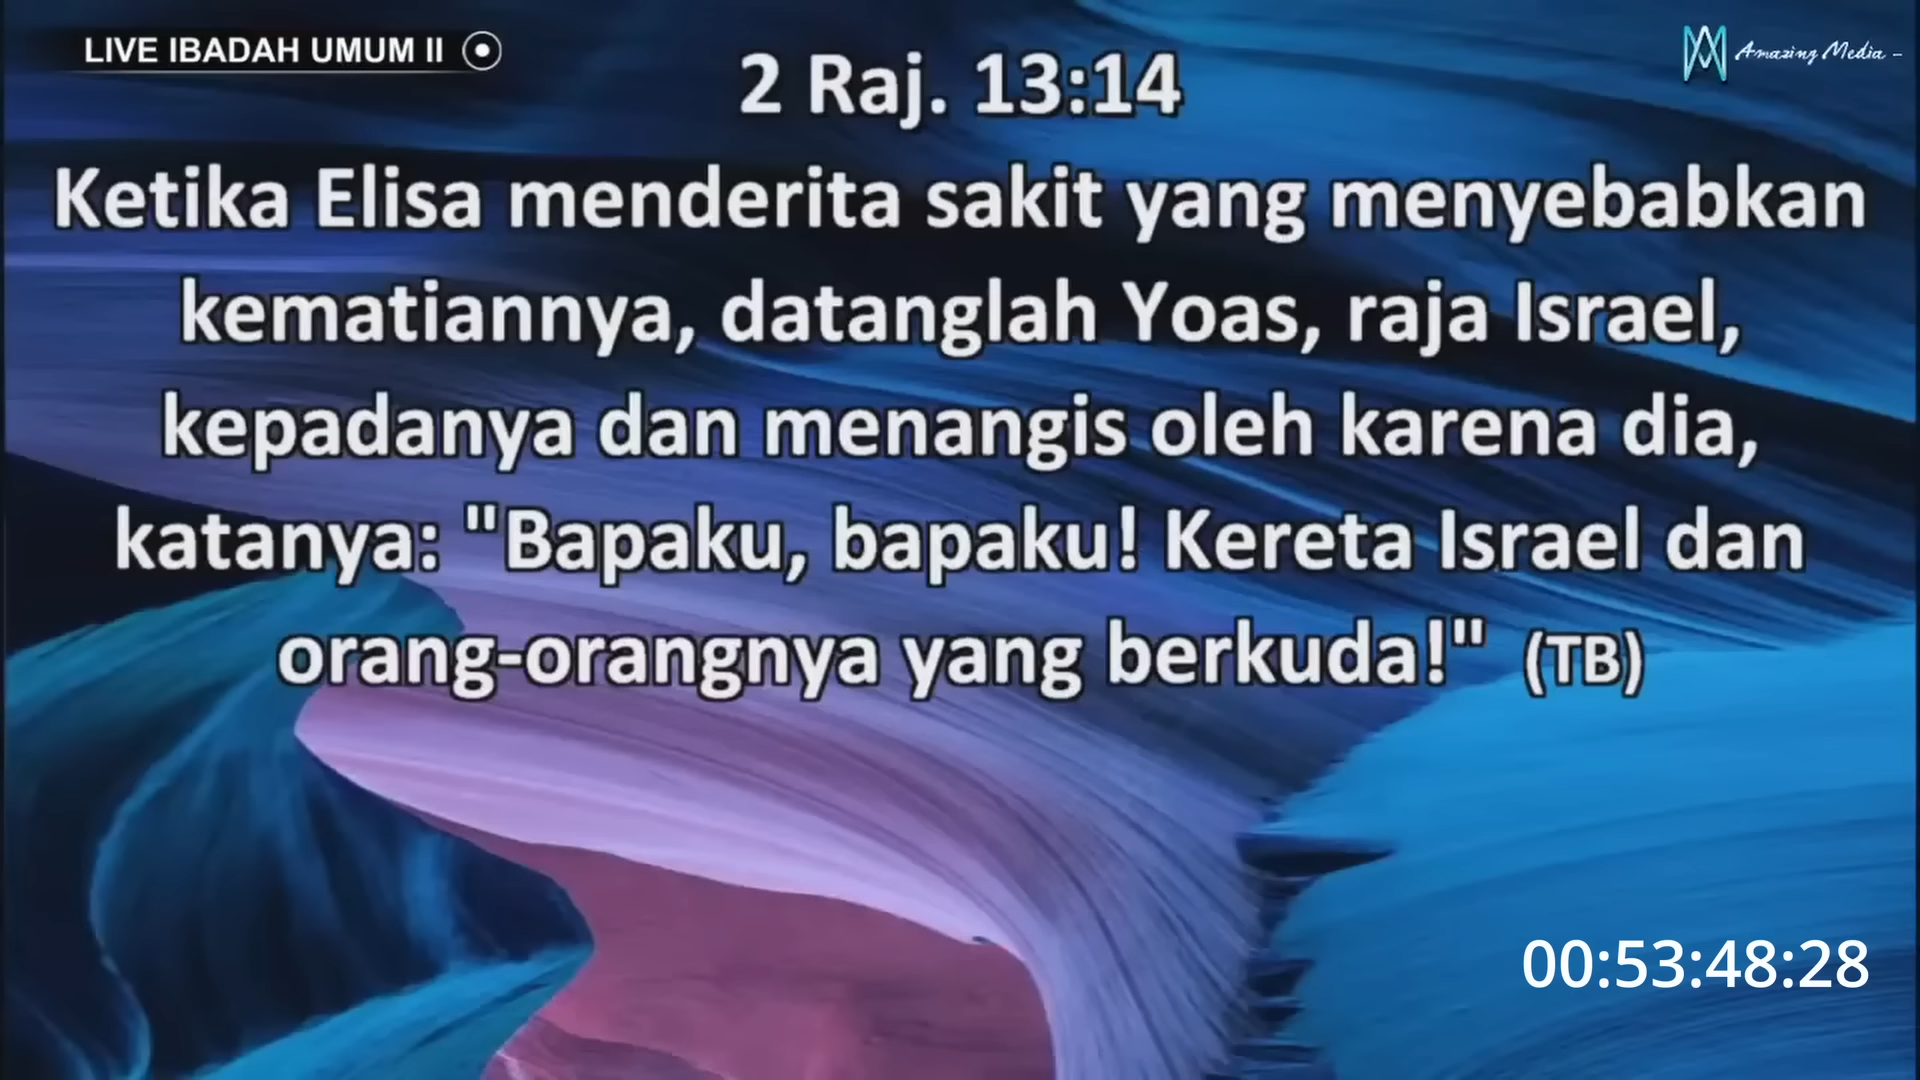 LIVE IBADAH UMUM II
Amazing Media -
2 Raj. 13:14
Ketika Elisa menderita sakit yang menyebabkan
kematiannya, datanglah Yoas, raja Israel,
kepadanya dan menangis oleh karena dia,
katanya: "Bapaku, bapaku! Kereta Israel dan
orang-orangnya yang berkuda!" (TB)
00:53:48:28